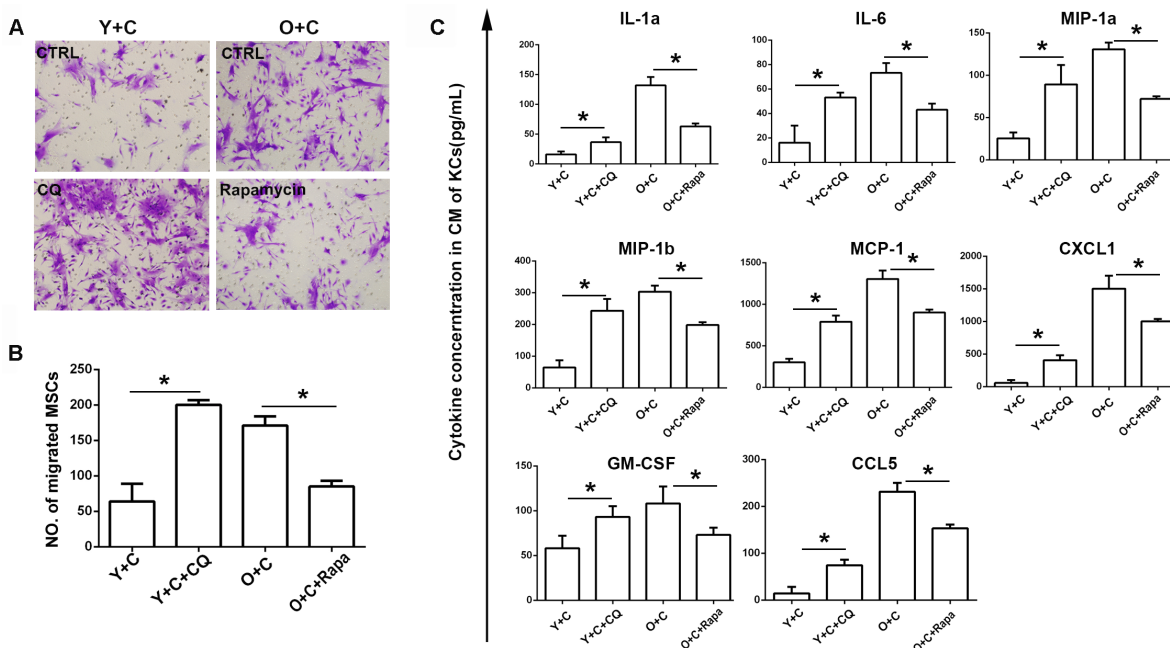 A
Y+C
O+C
CTRL
CTRL
CQ
Rapamycin
B
NO. of migrated MSCs
250
200
150
100
50
0
*
*
Y+C
Y+C+CQ
O+C
O+C+Rapa
C
Cytokine concerntration in CM of KCs(pg/mL)
IL-1a
200
150
100
50
0
*
*
Y+C
Y+C+CQ
O+C
O+C+Rapa
IL-6
100
80
60
40
20
0
*
*
Y+C
Y+C+CQ
O+C
O+C+Rapa
MIP-1a
150
100
50
0
*
*
Y+C
Y+C+CQ
O+C
O+C+Rapa
MIP-1b
400
300
200
100
0
*
*
Y+C
Y+C+CQ
O+C
O+C+Rapa
MCP-1
1500
1000
500
0
*
*
Y+C
Y+C+CQ
O+C
O+C+Rapa
CXCL1
2000
1500
1000
500
0
*
*
Y+C
Y+C+CQ
O+C
O+C+Rapa
GM-CSF
150
100
50
0
*
*
Y+C
Y+C+CQ
O+C
O+C+Rapa
CCL5
300
200
100
0
*
*
Y+C
Y+C+CQ
O+C
O+C+Rapa